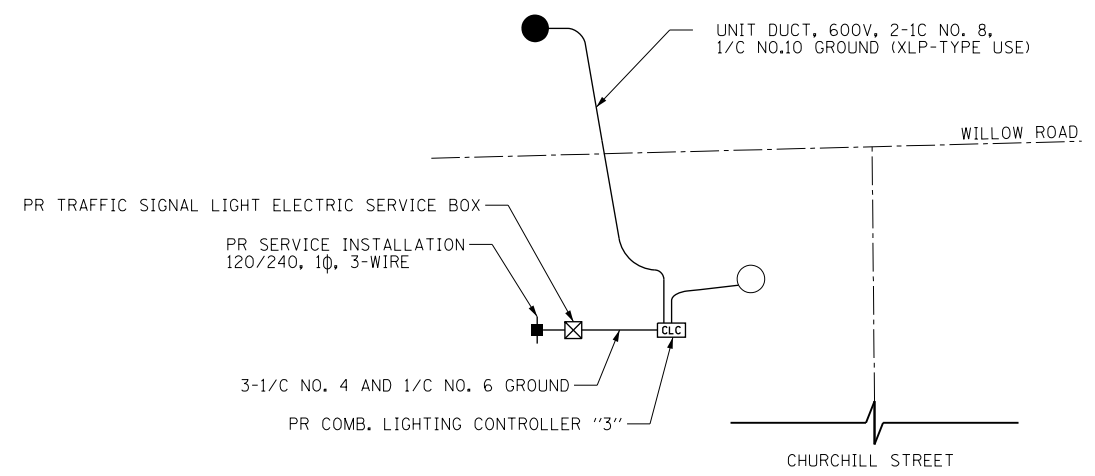 UNIT DUCT, 600V, 2-1C NO. 8,
1/C NO.10 GROUND (XLP-TYPE USE)
WILLOW ROAD
PR TRAFFIC SIGNAL LIGHT ELECTRIC SERVICE BOX
PR SERVICE INSTALLATION
120/240, 1ϕ, 3-WIRE
CLC
3-1/C NO. 4 AND 1/C NO. 6 GROUND
PR COMB. LIGHTING CONTROLLER "3"
CHURCHILL STREET